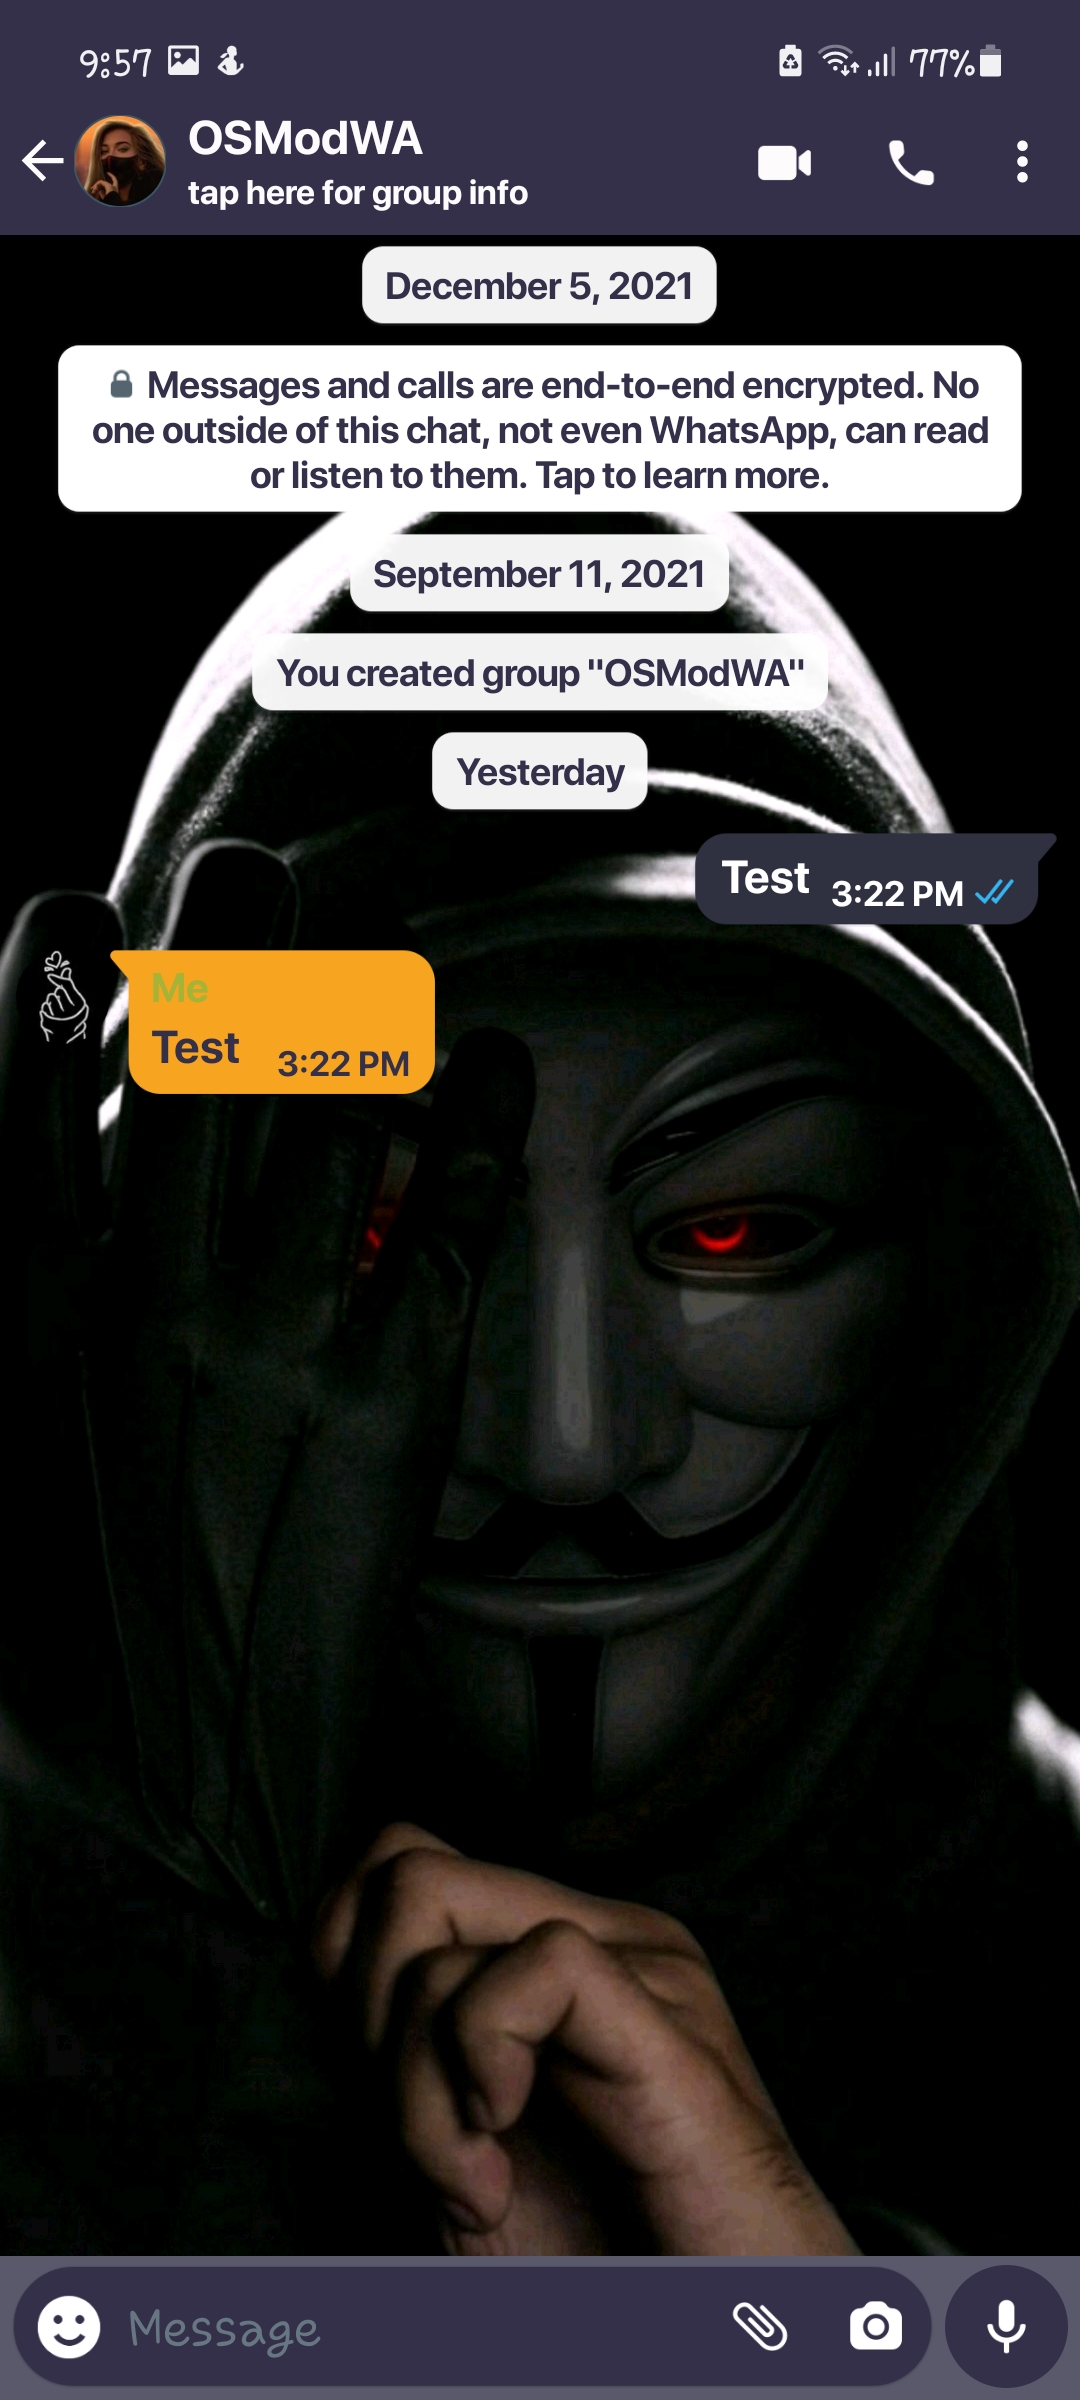 9:57
77%
OSModWA
tap here for group info
December 5, 2021
Messages and calls are end-to-end encrypted. No
one outside of this chat, not even WhatsApp, can read
or listen to them. Tap to learn more.
September 11, 2021
You created group "OSModWA"
Yesterday
Test 3:22 PM
Me
Test 3:22 PM
Message